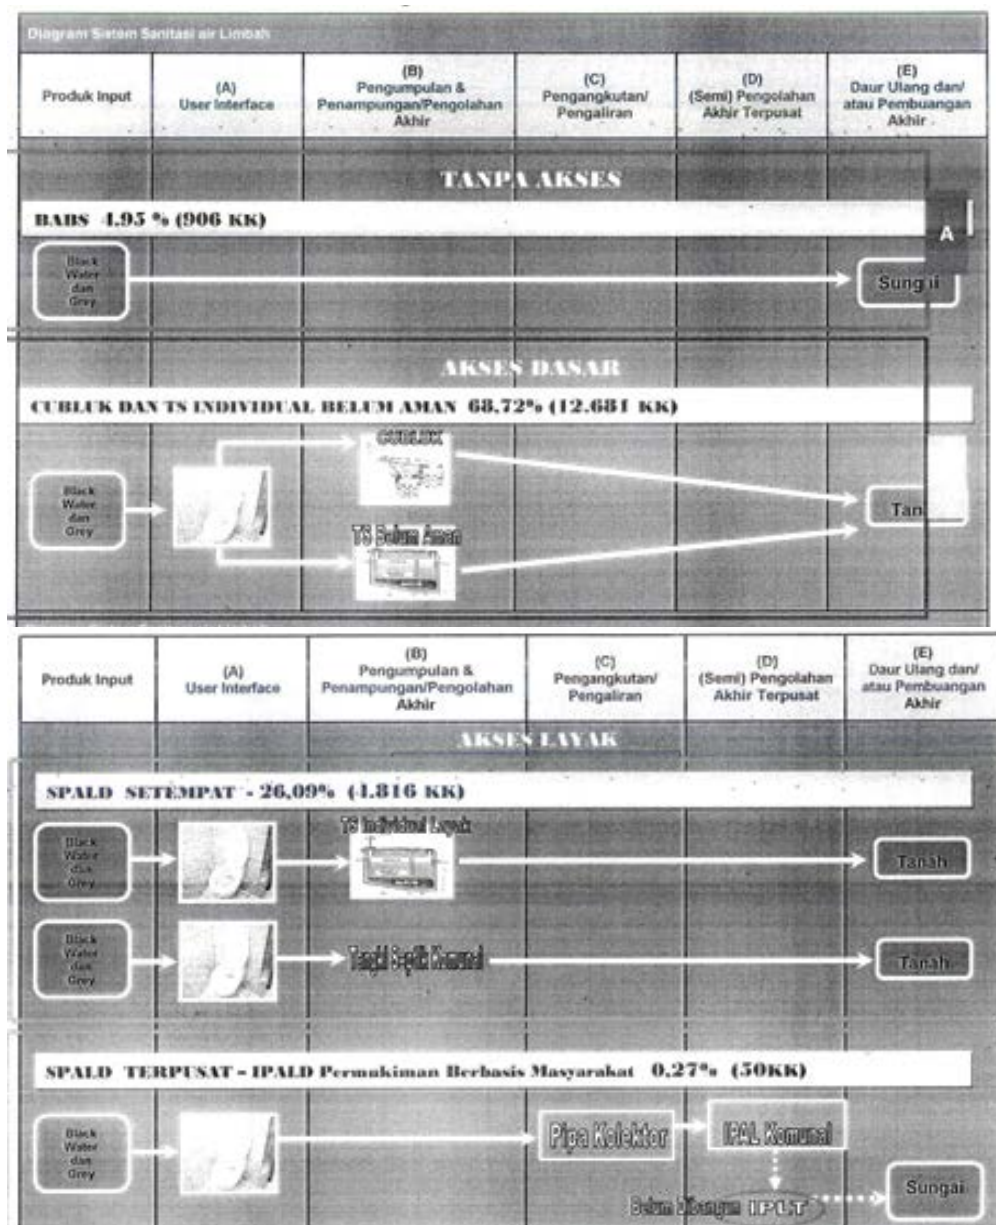 Diagram Sistem Sanitasi air Limbah
Produk Input
(A)
User Interface
(B)
Pengumpulan &
Penampungan/Pengolahan
Akhir
(C)
Pengangkutan/
Pengaliran
(D)
(Semi) Pengolahan
Akhir Terpusat
(E)
Daur Ulang dan/
atau Pembuangan
Akhir
TANPA AKSES
BABS 4.95 % (906 KK)
A
Black
Water
dan
Grey
Sungai
AKSES DASAR
CUBLUK DAN TS INDIVIDUAL BELUM AMAN 68,72% (12.681 KK)
CUBLUK
Black
Water
dan
Grey
TS Belum Aman
Tan
Produk Input
(A)
User Interface
(B)
Pengumpulan &
Penampungan/Pengolahan
Akhir
(C)
Pengangkutan/
Pengaliran
(D)
(Semi) Pengolahan
Akhir Terpusat
(E)
Daur Ulang dan/
atau Pembuangan
Akhir
AKSES LAYAK
SPALD SETEMPAT - 26,09% (4.816 KK)
TS Individual Layak
Black
Water
dan
Grey
Tanah
Black
Water
dan
Grey
Tangki Septik Komunal
Tanah
SPALD TERPUSAT - IPALD Permukiman Berbasis Masyarakat 0,27% (50KK)
Black
Water
dan
Grey
Pipa Kolektor
IPAL Komunal
Belum Dibangun IPLT
Sungai